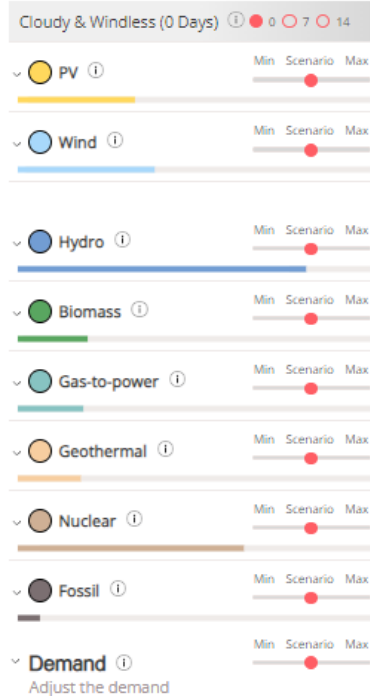 Cloudy & Windless (0 Days) i 0 7 14
PV i Min Scenario Max
Wind i Min Scenario Max
Hydro i Min Scenario Max
Biomass i Min Scenario Max
Gas-to-power i Min Scenario Max
Geothermal i Min Scenario Max
Nuclear i Min Scenario Max
Fossil i Min Scenario Max
Demand i Min Scenario Max
Adjust the demand